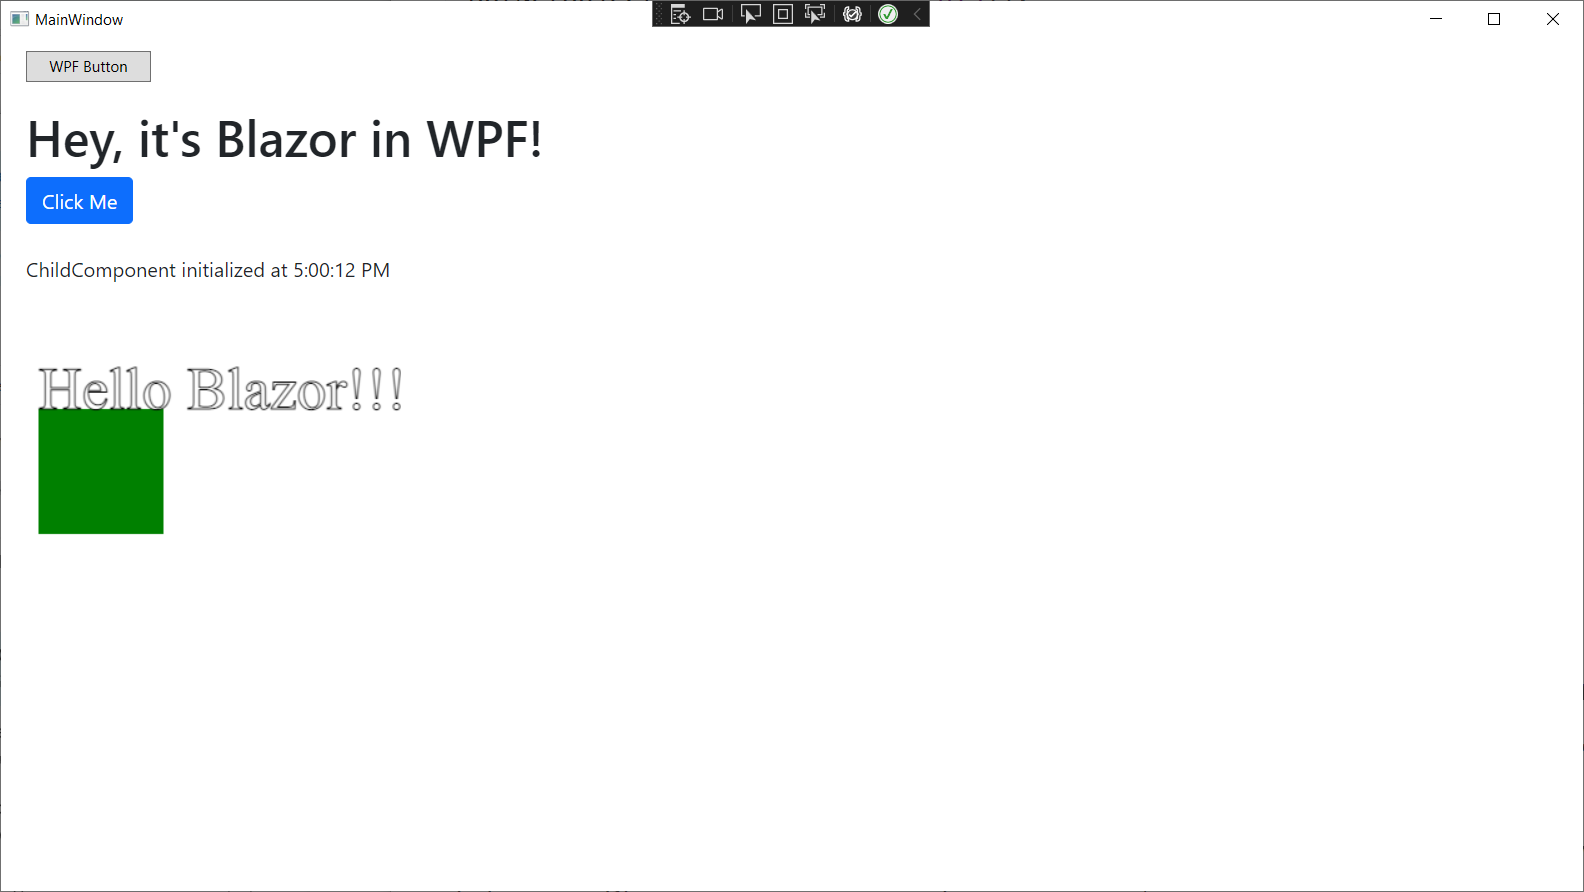 MainWindow
WPF Button
Hey, it's Blazor in WPF!
Click Me
ChildComponent initialized at 5:00:12 PM
Hello Blazor!!!